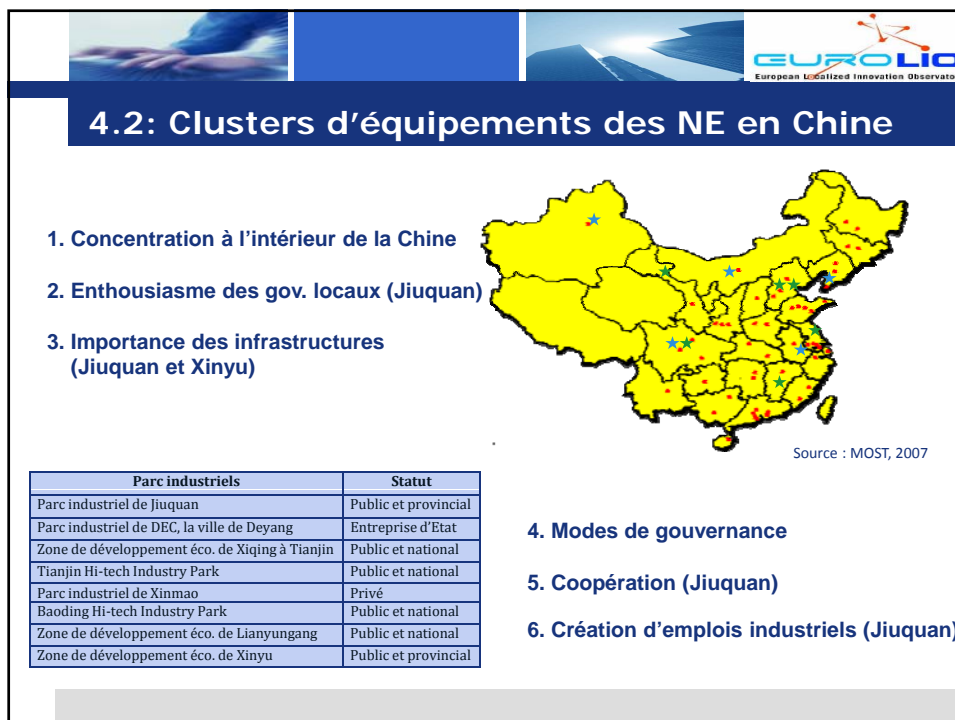 EUROLIO
European Localized Innovation Observato
4.2: Clusters d’équipements des NE en Chine
1. Concentration à l’intérieur de la Chine
2. Enthousiasme des gov. locaux (Jiuquan)
3. Importance des infrastructures
(Jiuquan et Xinyu)
Source : MOST, 2007
Parc industriels Statut
Parc industriel de Jiuquan Public et provincial
Parc industriel de DEC, la ville de Deyang Entreprise d’Etat
Zone de développement éco. de Xiqing à Tianjin Public et national
Tianjin Hi-tech Industry Park Public et national
Parc industriel de Xinmao Privé
Baoding Hi-tech Industry Park Public et national
Zone de développement éco. de Lianyungang Public et national
Zone de développement éco. de Xinyu Public et provincial
4. Modes de gouvernance
5. Coopération (Jiuquan)
6. Création d’emplois industriels (Jiuquan)